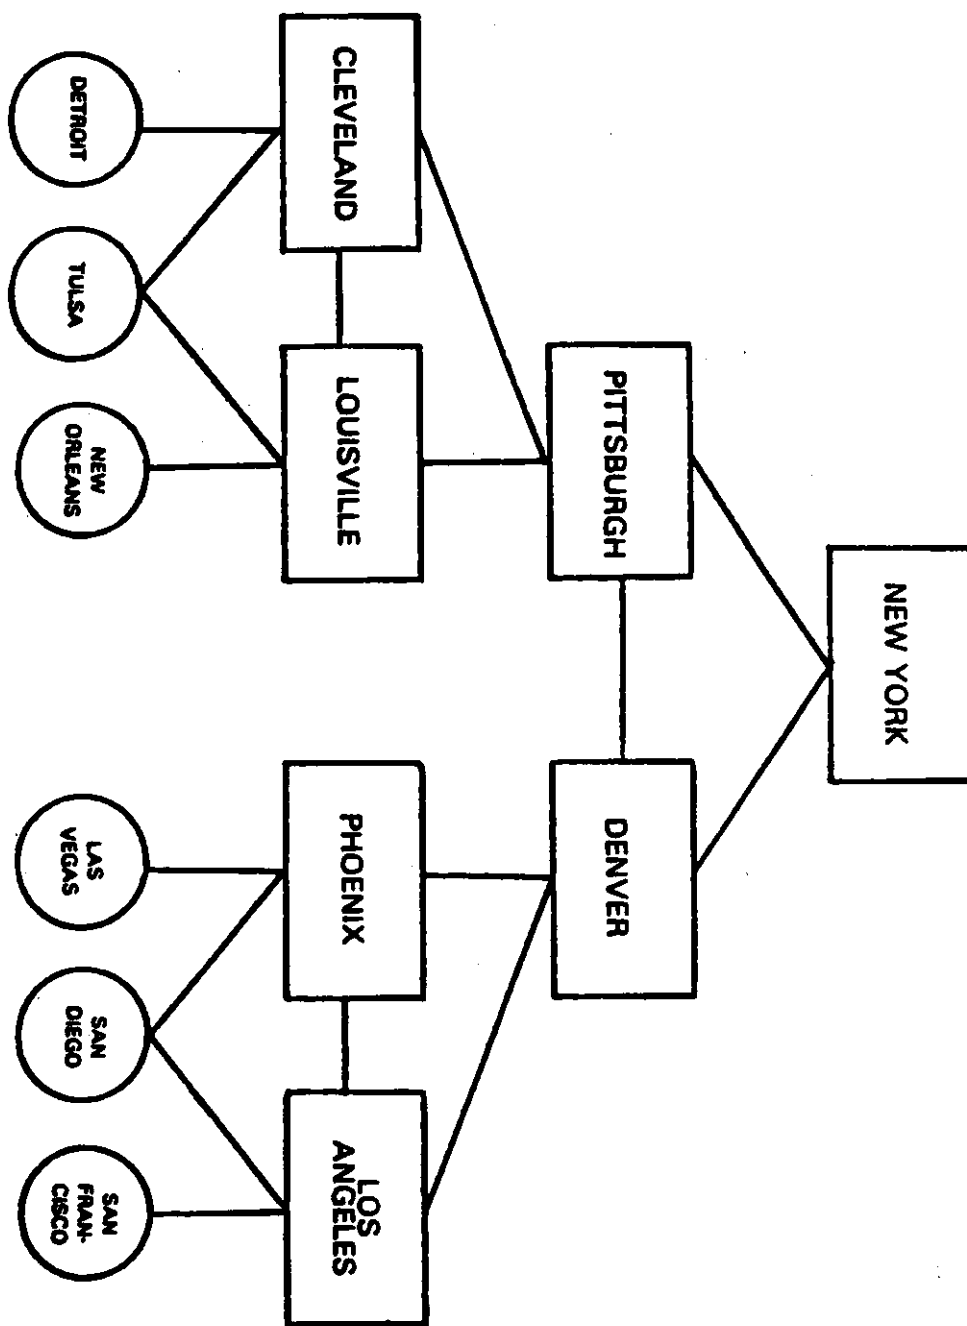 NEW YORK
PITTSBURGH
DENVER
CLEVELAND
LOUISVILLE
PHOENIX
LOS
ANGELES
DETROIT
TULSA
NEW
ORLEANS
LAS
VEGAS
SAN
DIEGO
SAN
FRAN-
CISCO